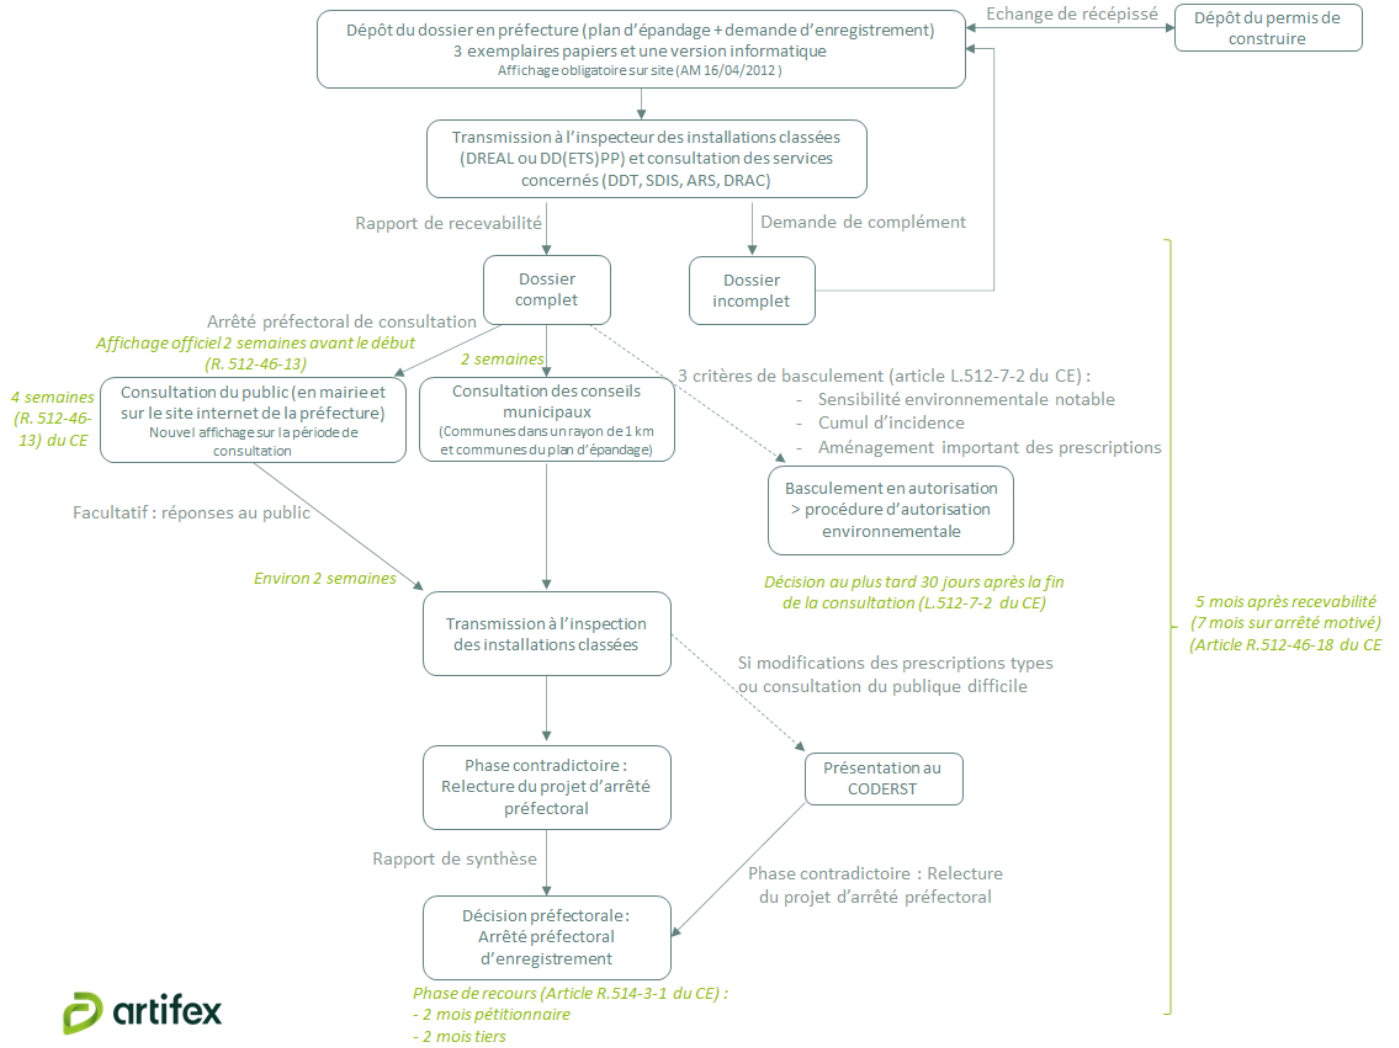 Dépôt du dossier en préfecture (plan d'épandage + demande d'enregistrement)
3 exemplaires papiers et une version informatique
Affichage obligatoire sur site (AM 16/04/2012 )
Echange de récépissé
Dépôt du permis de
construire
Transmission à l'inspecteur des installations classées
(DREAL ou DD(ETS)PP) et consultation des services
concernés (DDT, SDIS, ARS, DRAC)
Rapport de recevabilité
Demande de complément
Dossier
complet
Dossier
incomplet
Arrêté préfectoral de consultation
Affichage officiel 2 semaines avant le début
(R. 512-46-13)
2 semaines
4 semaines
(R. 512-46-
13) du CE
Consultation du public (en mairie et
sur le site internet de la préfecture)
Nouvel affichage sur la période de
consultation
Consultation des conseils
municipaux
(Communes dans un rayon de 1 km
et communes du plan d'épandage)
3 critères de basculement (article L.512-7-2 du CE) :
- Sensibilité environnementale notable
- Cumul d'incidence
- Aménagement important des prescriptions
Basculement en autorisation
> procédure d'autorisation
environnementale
Facultatif : réponses au public
Environ 2 semaines
Décision au plus tard 30 jours après la fin
de la consultation (L.512-7-2 du CE)
5 mois après recevabilité
(7 mois sur arrêté motivé)
(Article R.512-46-18 du CE
Transmission à l'inspection
des installations classées
Si modifications des prescriptions types
ou consultation du publique difficile
Phase contradictoire :
Relecture du projet d'arrêté
préfectoral
Présentation au
CODERST
Rapport de synthèse
Phase contradictoire : Relecture
du projet d'arrêté préfectoral
Décision préfectorale :
Arrêté préfectoral
d'enregistrement
Phase de recours (Article R.514-3-1 du CE) :
- 2 mois pétitionnaire
- 2 mois tiers
artifex